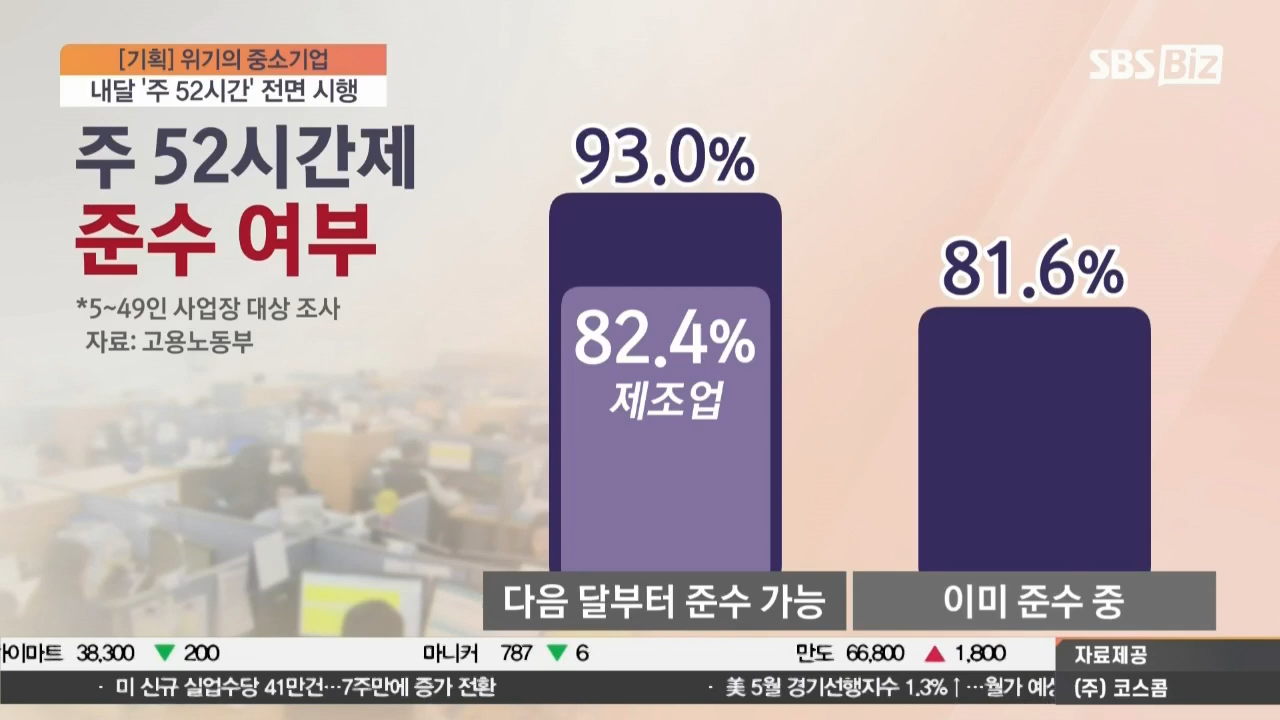 [기획] 위기의 중소기업
내달 '주 52시간' 전면 시행
SBS Biz
주 52시간제
준수 여부
*5~49인 사업장 대상 조사
자료: 고용노동부
93.0%
82.4%
제조업
81.6%
다음 달부터 준수 가능
이미 준수 중
하이마트 38,300 ▼ 200 마니커 787 ▼ 6 만도 66,800 ▲ 1,800
자료제공
· 미 신규 실업수당 41만건…7주만에 증가 전환 · 美 5월 경기선행지수 1.3%↑…월가
(주) 코스콤